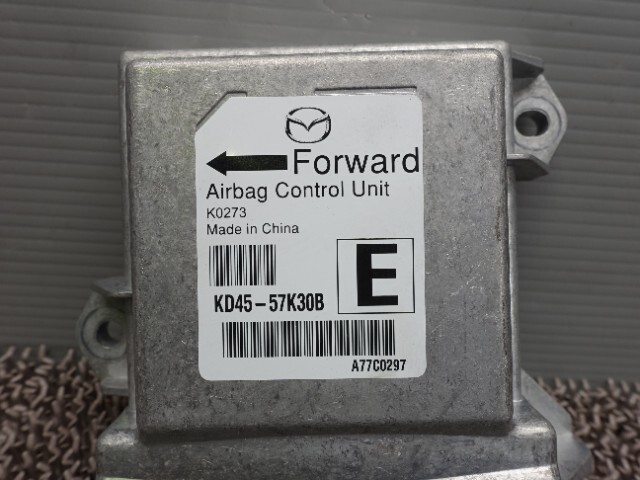 Forward
Airbag Control Unit
K0273
Made in China
KD45-57K30B
E
A77C0297